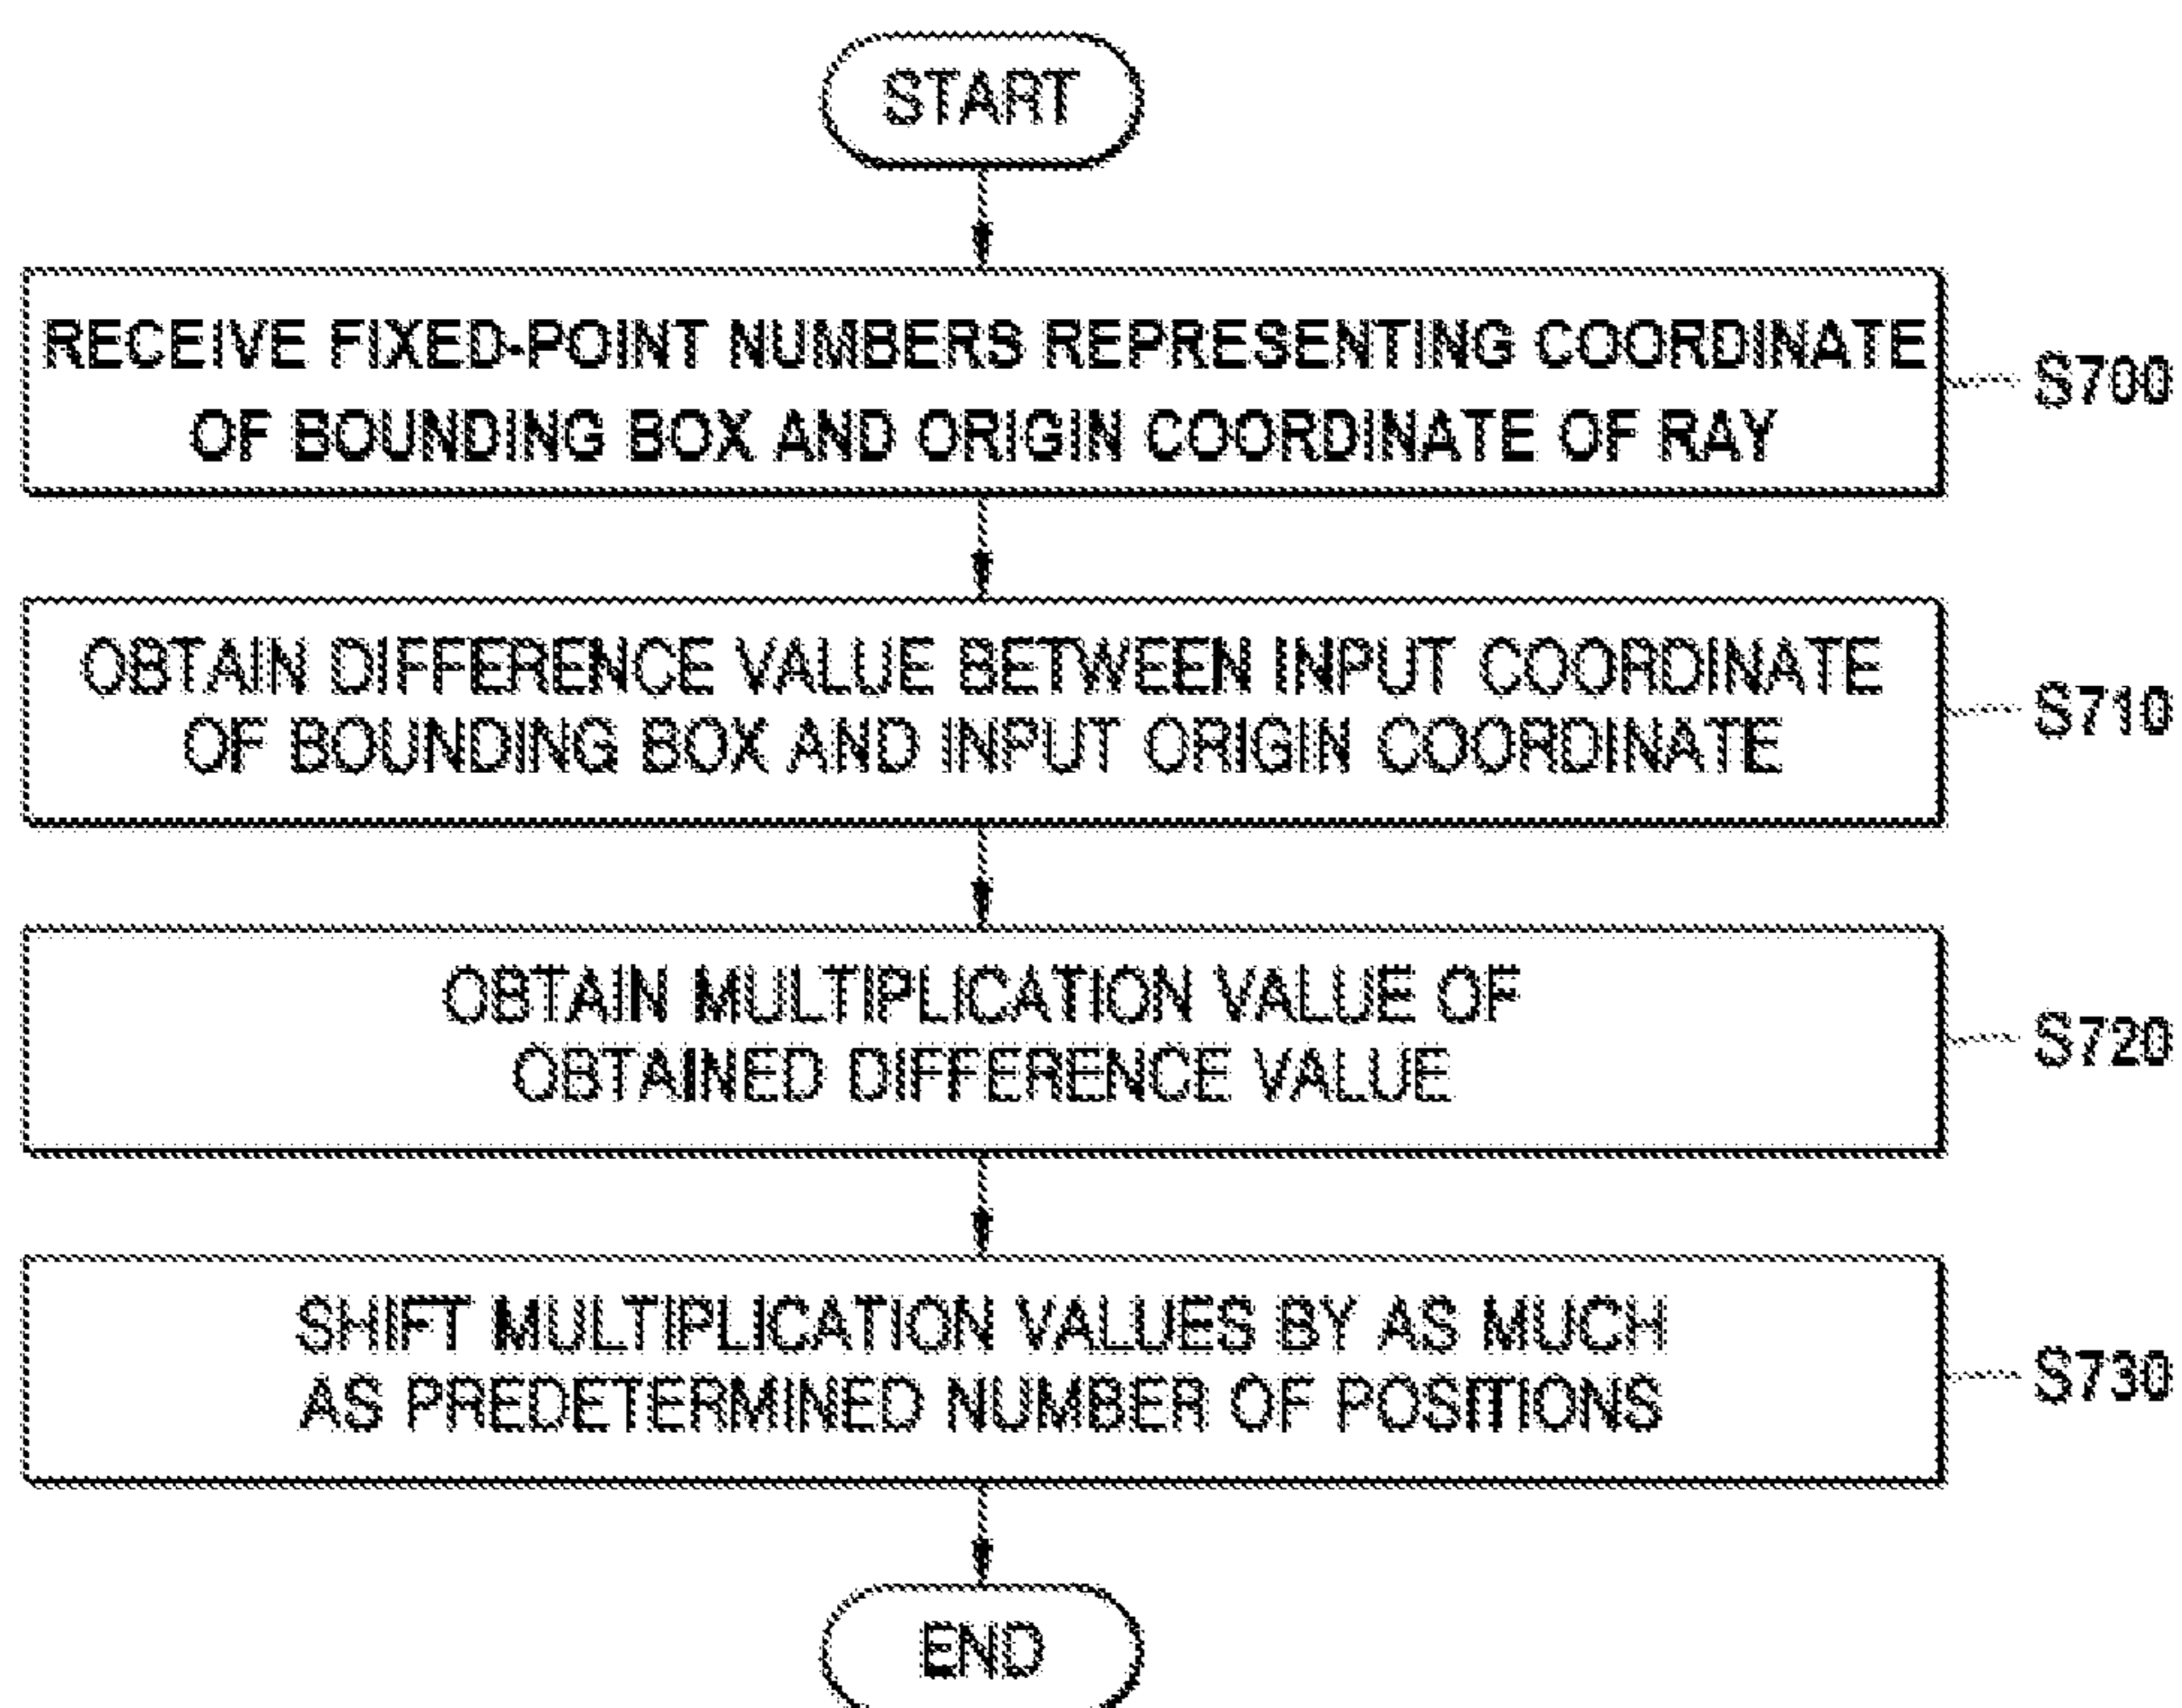 START
RECEIVE FIXED-POINT NUMBERS REPRESENTING COORDINATE
OF BOUNDING BOX AND ORIGIN COORDINATE OF RAY
S700
OBTAIN DIFFERENCE VALUE BETWEEN INPUT COORDINATE
OF BOUNDING BOX AND INPUT ORIGIN COORDINATE
S710
OBTAIN MULTIPLICATION VALUE OF
OBTAINED DIFFERENCE VALUE
S720
SHIFT MULTIPLICATION VALUES BY AS MUCH
AS PREDETERMINED NUMBER OF POSITIONS
S730
END